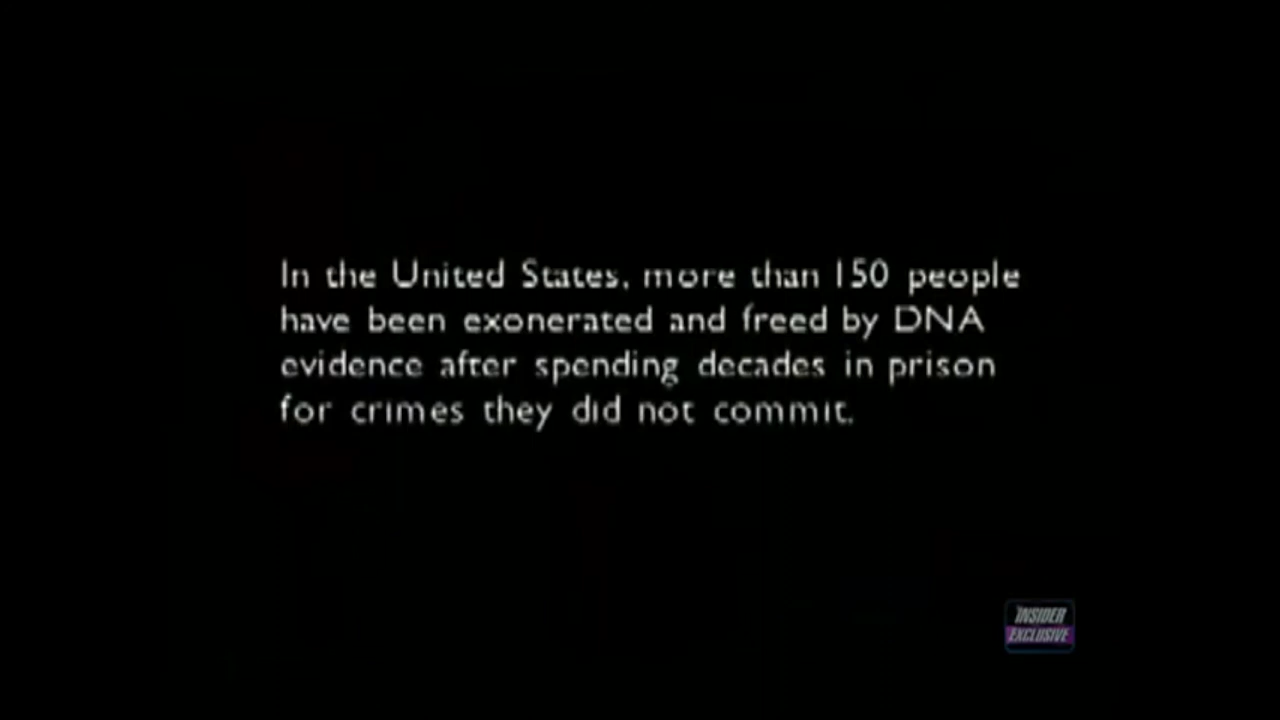 In the United States, more than 150 people
have been exonerated and freed by DNA
evidence after spending decades in prison
for crimes they did not commit.
INSIDER
EXCLUSIVE